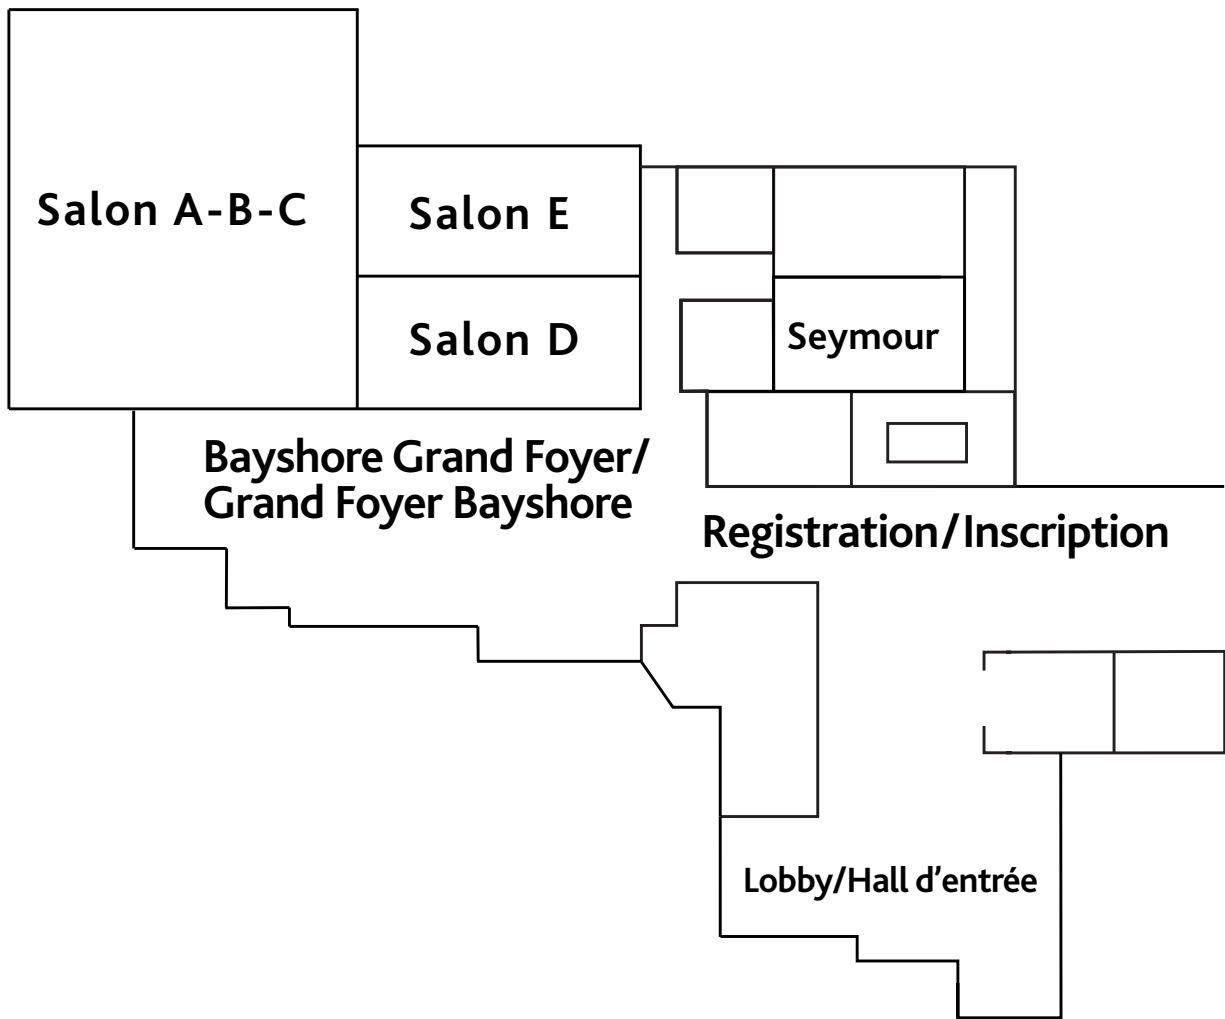 Salon A-B-C
Salon E
Salon D
Seymour
Bayshore Grand Foyer/
Grand Foyer Bayshore
Registration/Inscription
Lobby/Hall d’entrée